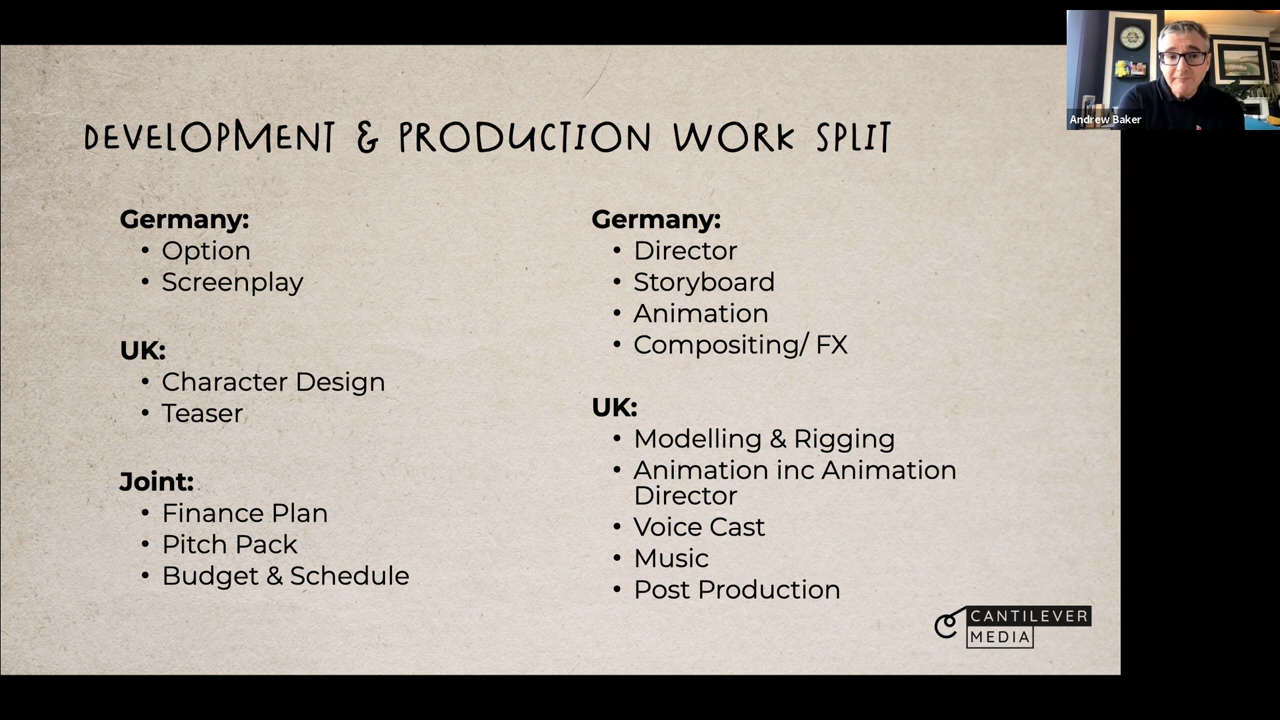 DEVELOPMENT & PRODUCTION WORK SPLIT
Germany:
• Option
• Screenplay
UK:
• Character Design
• Teaser
Joint:
• Finance Plan
• Pitch Pack
• Budget & Schedule
Germany:
• Director
• Storyboard
• Animation
• Compositing/ FX
UK:
• Modelling & Rigging
• Animation inc Animation
Director
• Voice Cast
• Music
• Post Production
CANTILEVER
MEDIA
Andrew Baker